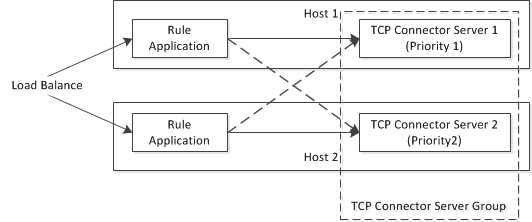 Host 1
Rule
Application
TCP Connector Server 1
(Priority 1)
Load Balance
Rule
Application
TCP Connector Server 2
(Priority2)
Host 2
TCP Connector Server Group